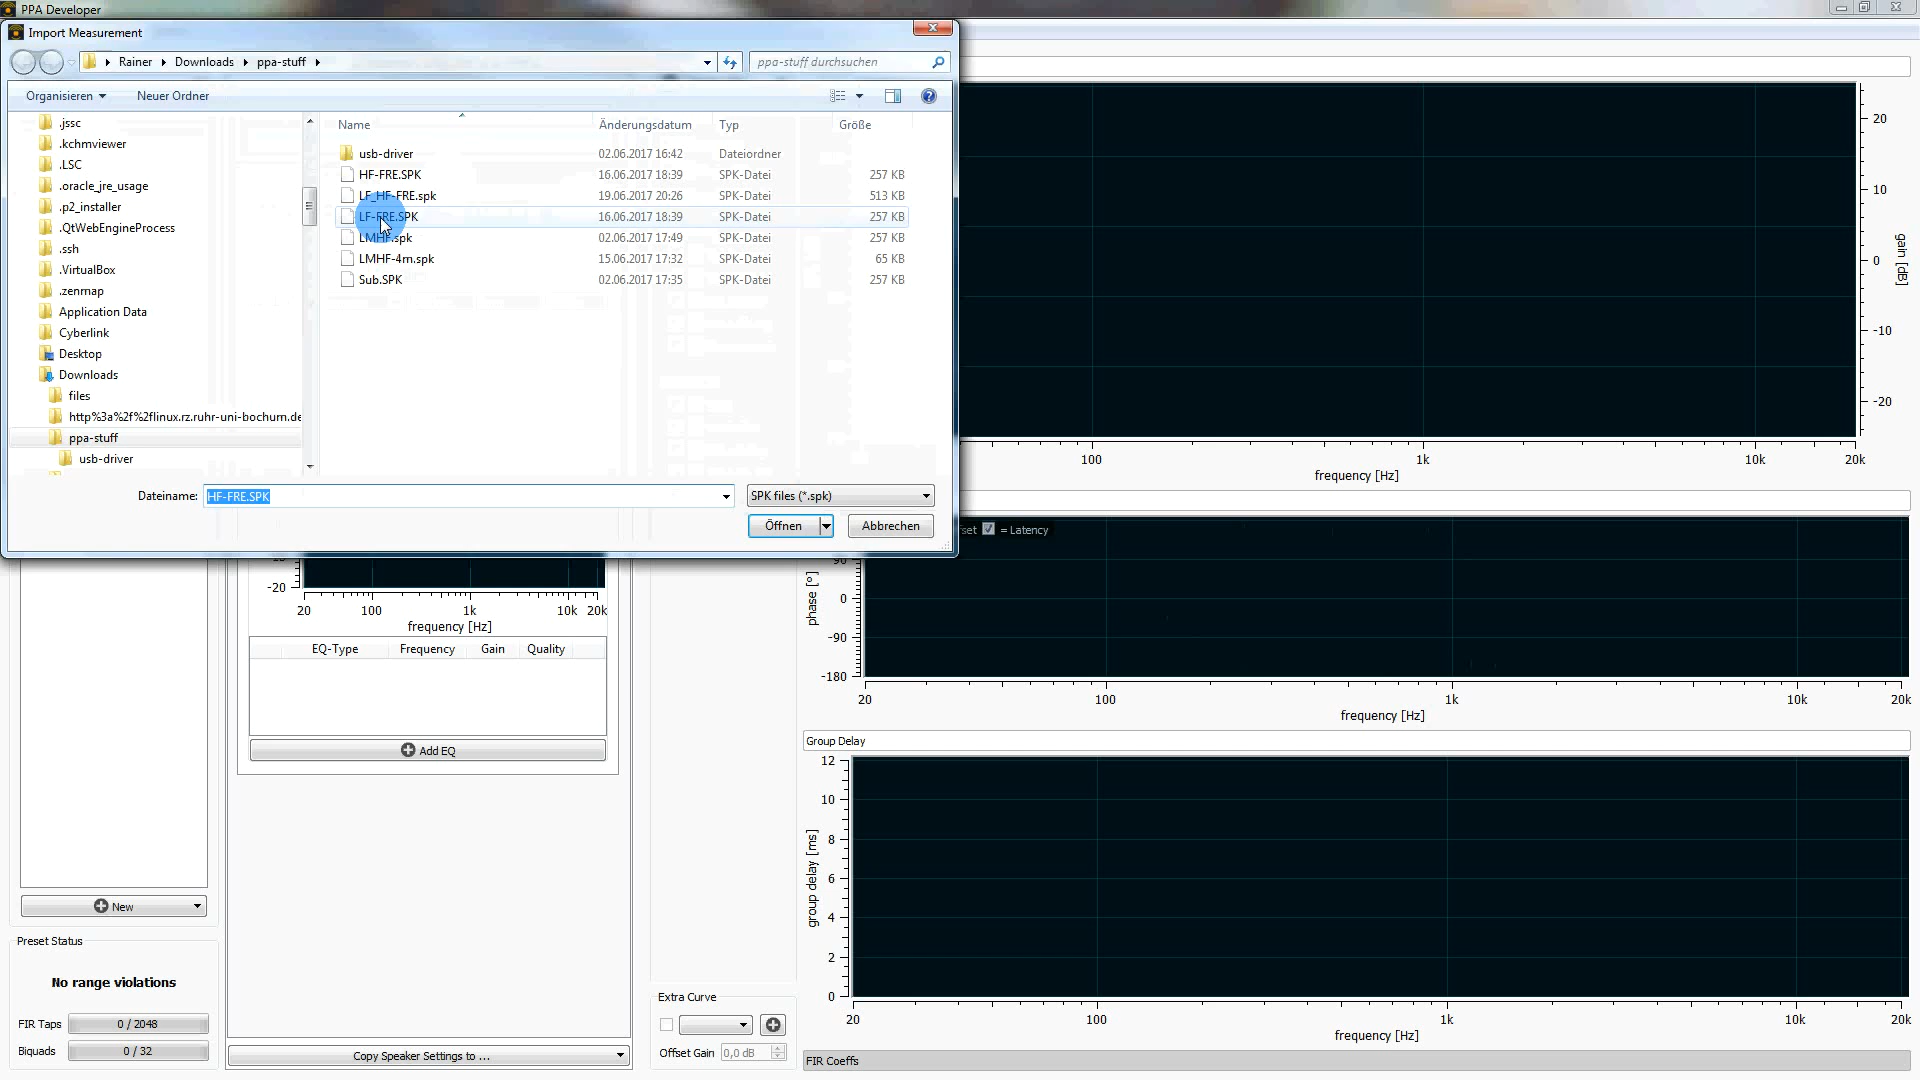 PPA Developer
Import Measurement
Rainer Downloads ppa-stuff
ppa-stuff durchsuchen
Organisieren Neuer Ordner
Name Änderungsdatum Typ Größe
.jssc
.kchmviewer
.LSC
.oracle_jre_usage
.p2_installer
.QtWebEngineProcess
.ssh
.VirtualBox
.zenmap
Application Data
Cyberlink
Desktop
Downloads
files
http%3a%2f%2flinux.rz.ruhr-uni-bochum.de
ppa-stuff
usb-driver
usb-driver 02.06.2017 16:42 Dateiordner
HF-FRE.SPK 16.06.2017 18:39 SPK-Datei 257 KB
LF_HF-FRE.spk 19.06.2017 20:26 SPK-Datei 513 KB
LF-FRE.SPK 16.06.2017 18:39 SPK-Datei 257 KB
LMHF.spk 02.06.2017 17:49 SPK-Datei 257 KB
LMHF-4m.spk 15.06.2017 17:32 SPK-Datei 65 KB
Sub.SPK 02.06.2017 17:35 SPK-Datei 257 KB
Dateiname: HF-FRE.SPK SPK files (*.spk)
Öffnen Abbrechen
20
10
0
-10
-20
gain [dB]
100 1k 10k 20k
frequency [Hz]
= Latency
0
-90
-180
phase [°]
20 100 1k 10k 20k
frequency [Hz]
-20
20 100 1k 10k 20k
frequency [Hz]
EQ-Type Frequency Gain Quality
Add EQ
Group Delay
12
10
8
6
4
2
0
group delay [ms]
20 100 1k 10k 20k
frequency [Hz]
New
Preset Status
No range violations
FIR Taps 0 / 2048
Biquads 0 / 32
Copy Speaker Settings to ...
Extra Curve
Offset Gain 0,0 dB
FIR Coeffs